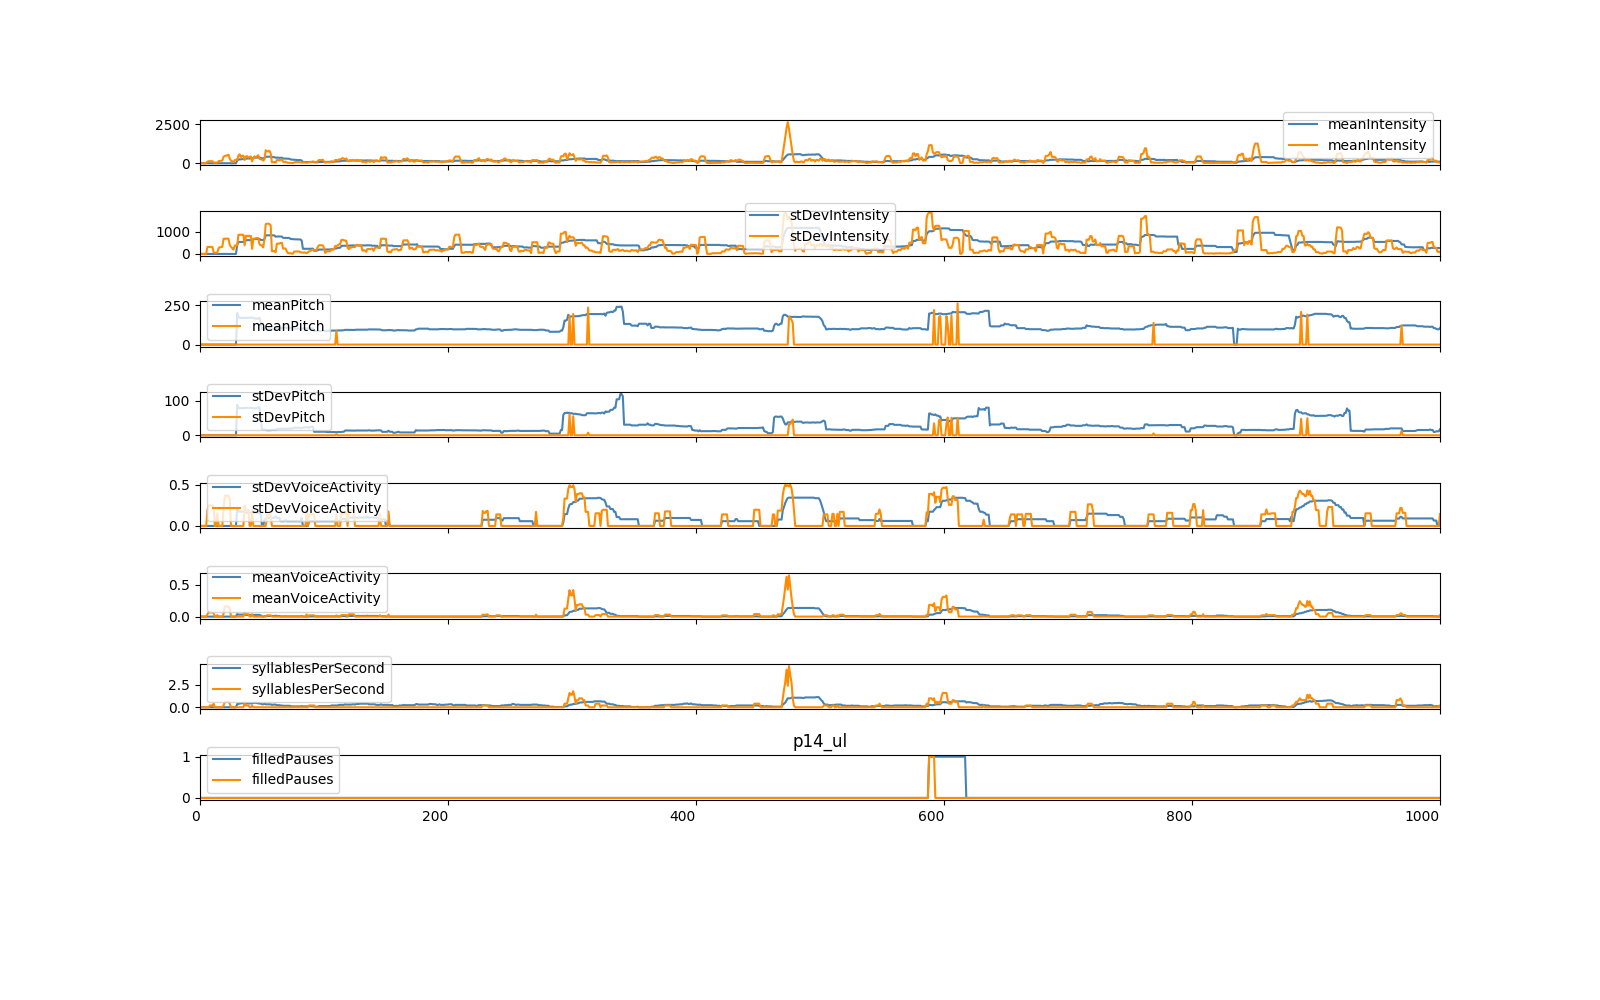 2500
0
meanIntensity
meanIntensity
1000
0
stDevIntensity
stDevIntensity
250
0
meanPitch
meanPitch
100
0
stDevPitch
stDevPitch
0.5
0.0
stDevVoiceActivity
stDevVoiceActivity
0.5
0.0
meanVoiceActivity
meanVoiceActivity
2.5
0.0
syllablesPerSecond
syllablesPerSecond
p14_ul
1
0
filledPauses
filledPauses
0 200 400 600 800 1000